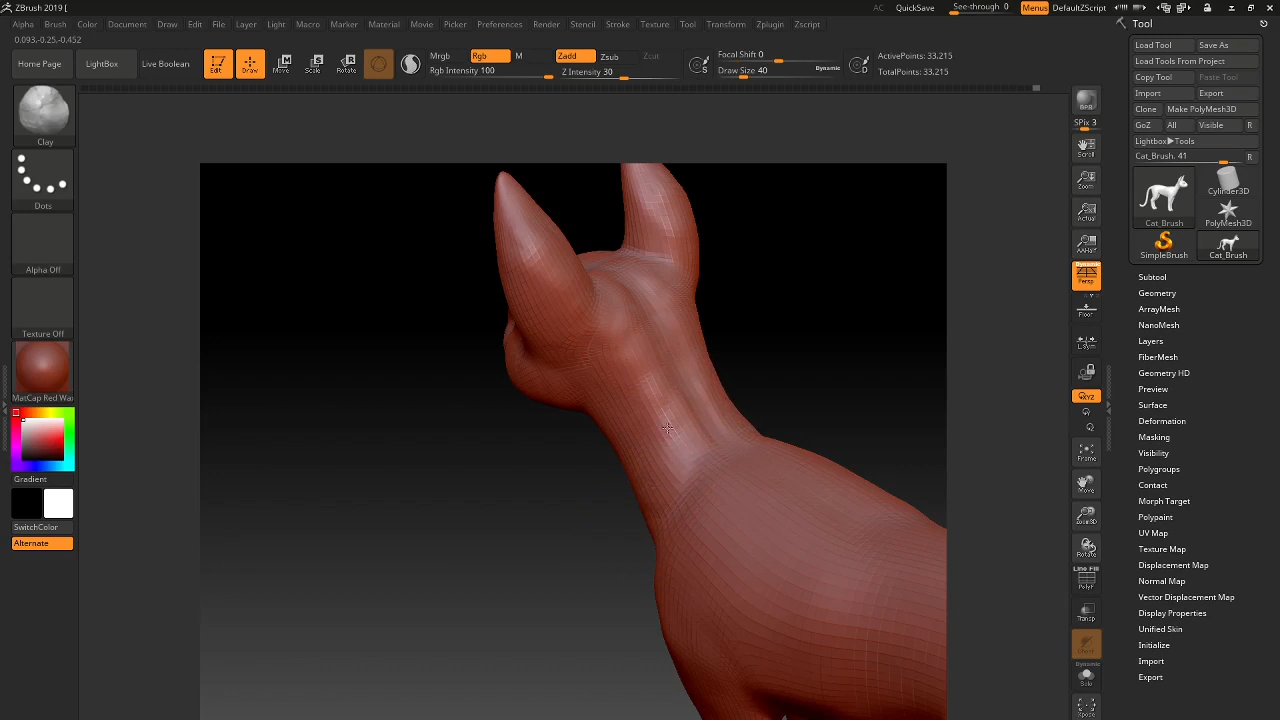 ZBrush 2019 [
AC QuickSave See-through 0 Menus DefaultZScript
Alpha Brush Color Document Draw Edit File Layer Light Macro Marker Material Movie Picker Preferences Render Stencil Stroke Texture Tool Transform Zplugin Zscript
0.093,-0.25,-0.452
Home Page
LightBox
Live Boolean
Edit
Draw
Move
Scale
Rotate
Mrgb Rgb M
Rgb Intensity 100
Zadd Zsub Zcut
Z Intensity 30
S
Focal Shift 0
Draw Size 40
Dynamic
D
ActivePoints: 33,215
TotalPoints: 33,215
Clay
Dots
Alpha Off
Texture Off
MatCap Red Wax
Gradient
SwitchColor
Alternate
BPR
SPix 3
Scroll
Zoom
Actual
AAHalf
Dynamic
Persp
Floor
L.Sym
XYZ
Frame
Move
Zoom3D
Rotate
Line Fill
PolyF
Transp
Ghost
Dynamic
Solo
Xpose
Tool
Load Tool Save As
Load Tools From Project
Copy Tool Paste Tool
Import Export
Clone Make PolyMesh3D
GoZ All Visible R
Lightbox▶Tools
Cat_Brush. 41 R
Cat_Brush
Cylinder3D
PolyMesh3D
SimpleBrush
Cat_Brush
Subtool
Geometry
ArrayMesh
NanoMesh
Layers
FiberMesh
Geometry HD
Preview
Surface
Deformation
Masking
Visibility
Polygroups
Contact
Morph Target
Polypaint
UV Map
Texture Map
Displacement Map
Normal Map
Vector Displacement Map
Display Properties
Unified Skin
Initialize
Import
Export